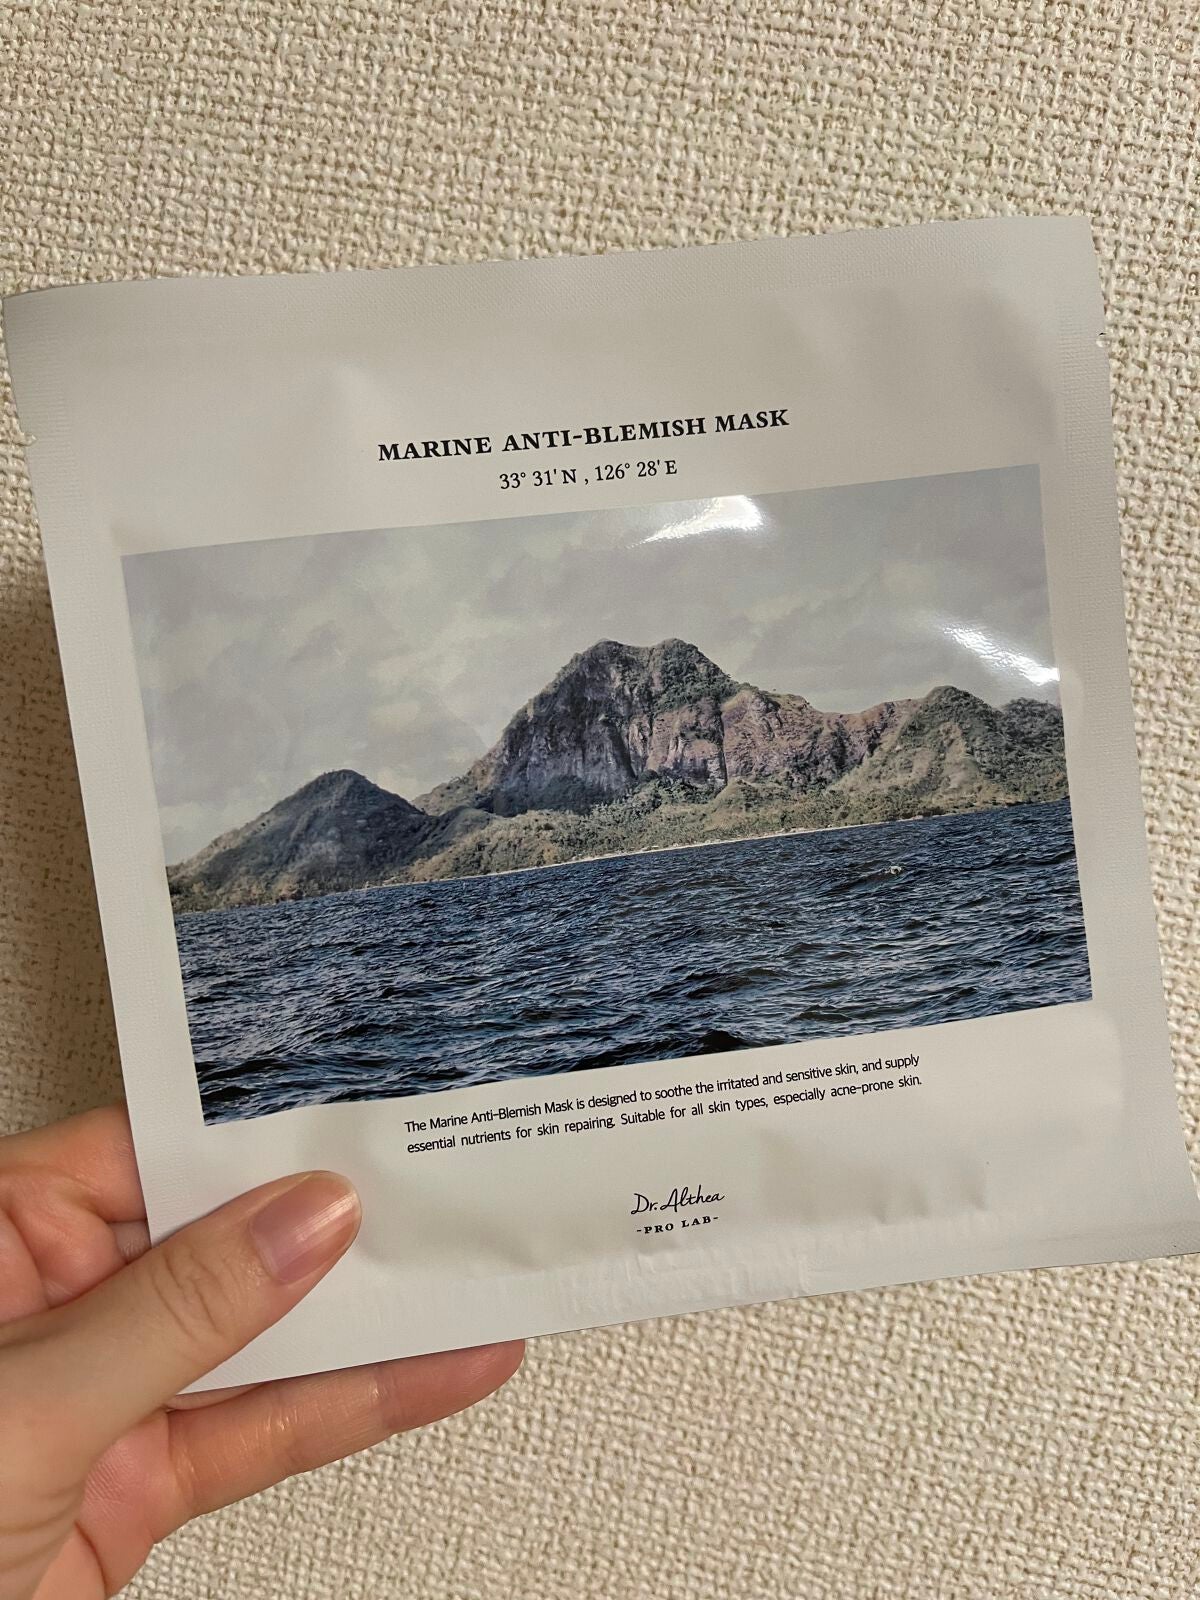 MARINE ANTI-BLEMISH MASK
33° 31' N , 126° 28' E
The Marine Anti-Blemish Mask is designed to soothe the irritated and sensitive skin, and supply
essential nutrients for skin repairing. Suitable for all skin types, especially acne-prone skin.
Dr. Althea
-PRO LAB-